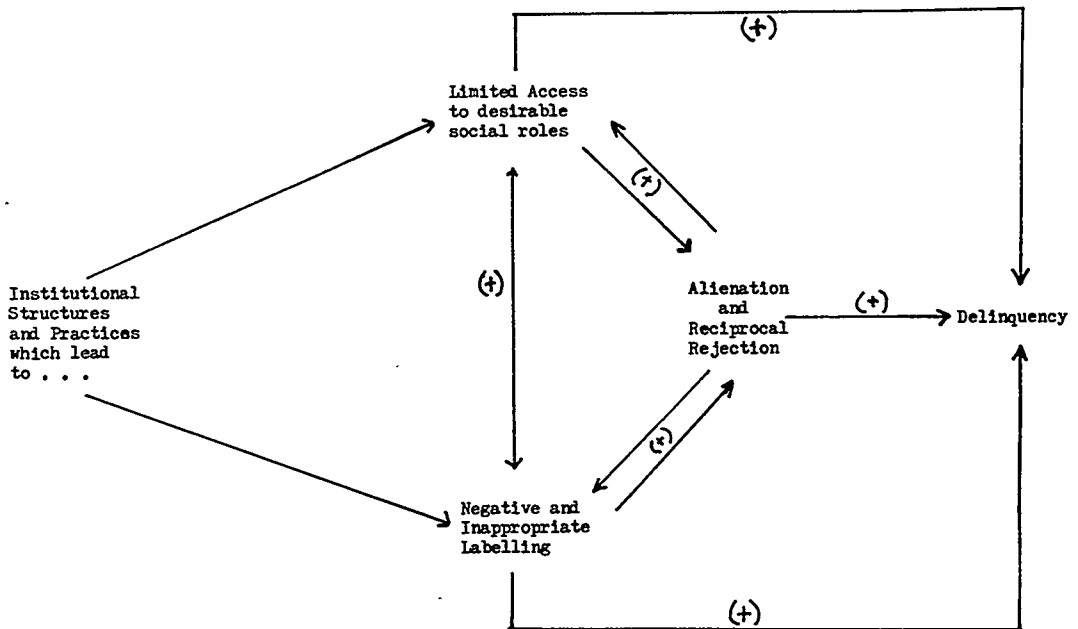 (+)
Limited Access
to desirable
social roles
(+)
(+)
Institutional
Structures
and Practices
which lead
to . . .
Alienation
and
Reciprocal
Rejection
(+)
Delinquency
(+)
Negative and
Inappropriate
Labelling
(+)